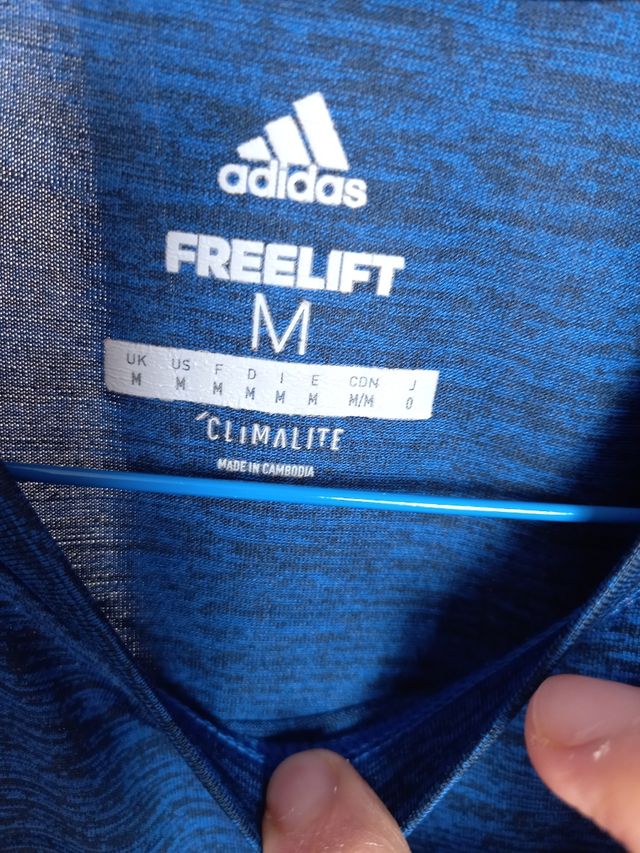 adidas
FREELIFT
M
UK US F D I E CDN J
M M M M M M M/M O
CLIMALITE
MADE IN CAMBODIA